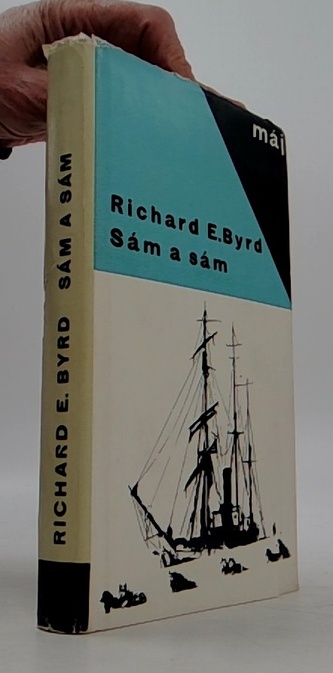 máj
Richard E. Byrd
Sám a sám
RICHARD E. BYRD SÁM A SÁM